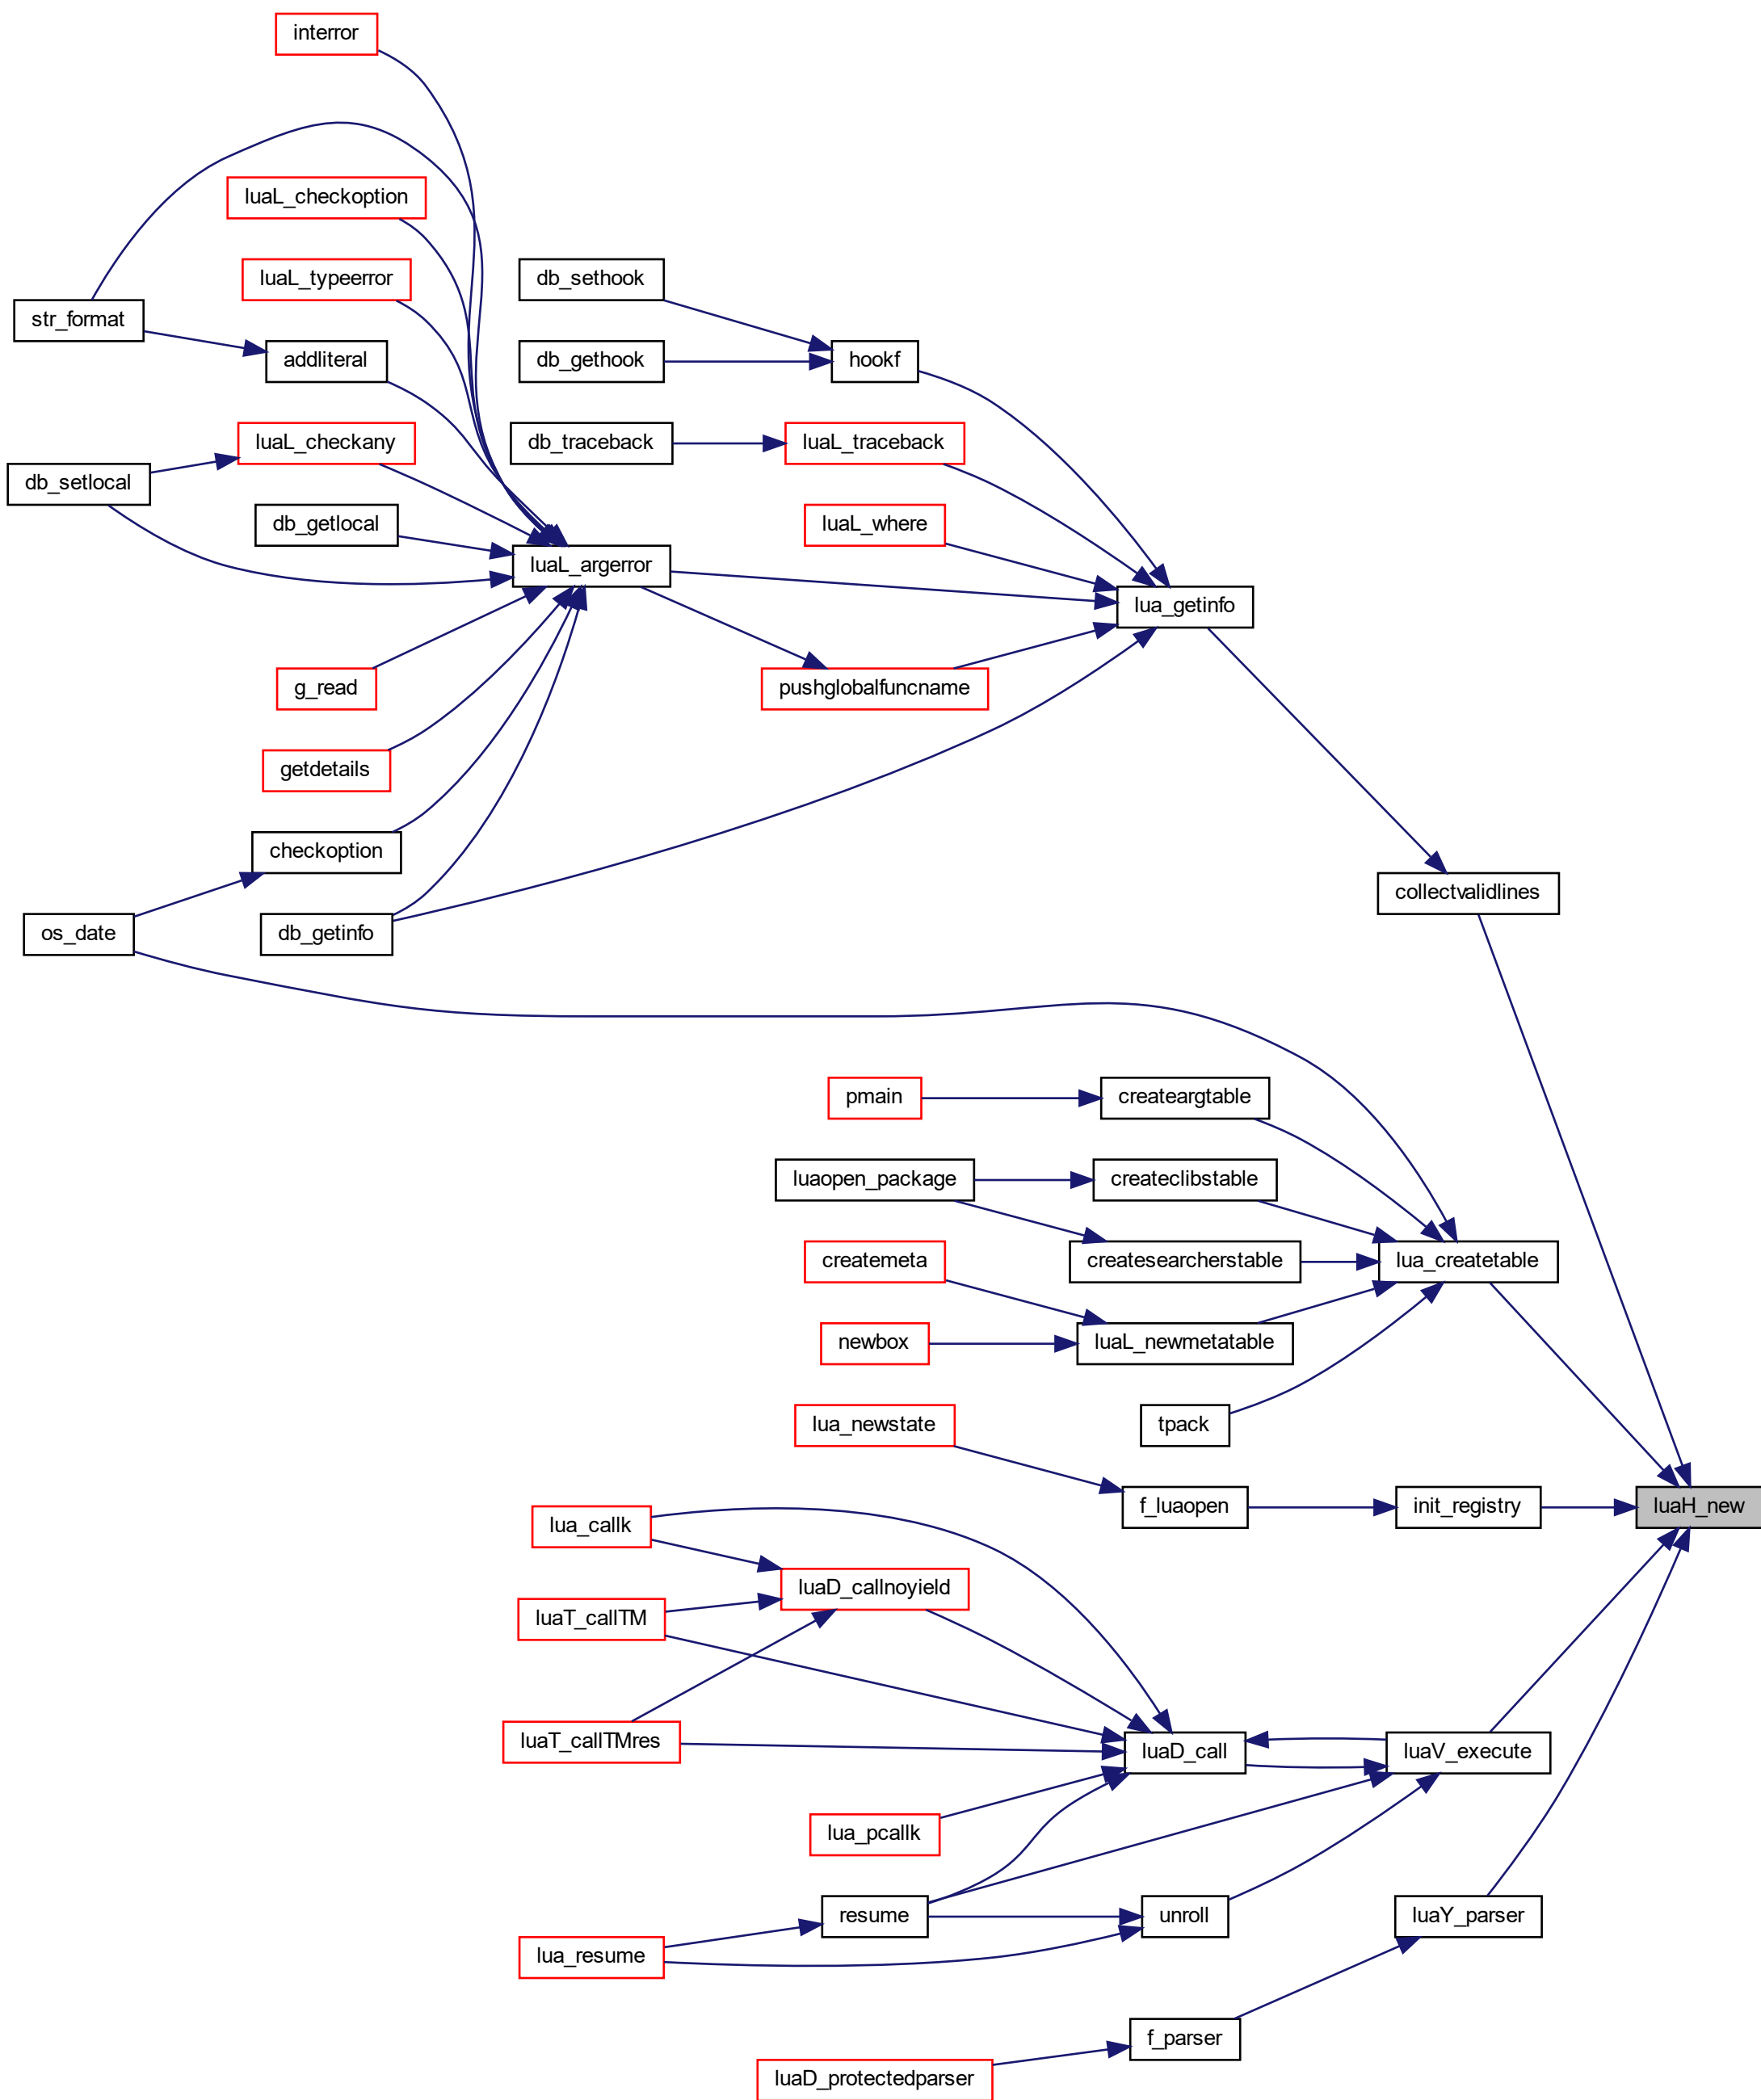 interror
luaL_checkoption
luaL_typeerror
db_sethook
str_format
addliteral
db_gethook
hookf
luaL_checkany
db_traceback
luaL_traceback
db_setlocal
db_getlocal
luaL_where
luaL_argerror
lua_getinfo
g_read
pushglobalfuncname
getdetails
checkoption
collectvalidlines
os_date
db_getinfo
pmain
createargtable
luaopen_package
createclibstable
createmeta
createsearcherstable
lua_createtable
newbox
luaL_newmetatable
lua_newstate
tpack
lua_callk
f_luaopen
init_registry
luaH_new
luaD_callnoyield
luaT_callTM
luaT_callTMres
luaD_call
luaV_execute
lua_pcallk
resume
unroll
luaY_parser
lua_resume
f_parser
luaD_protectedparser